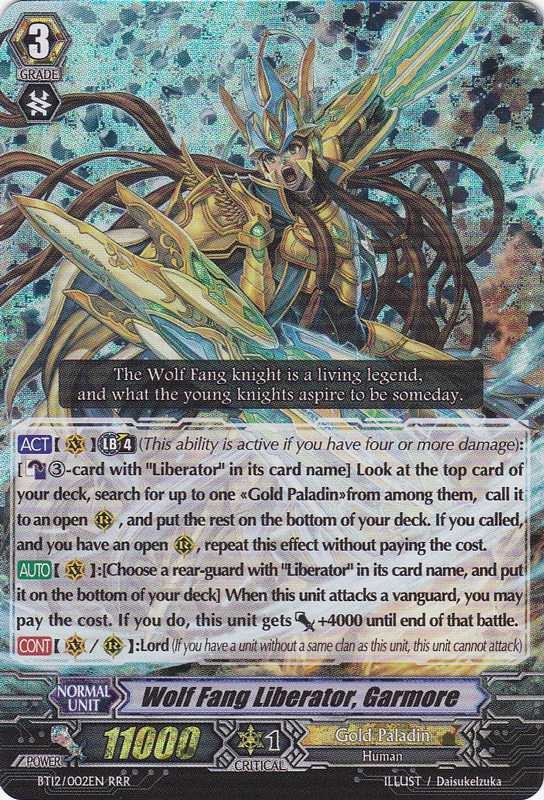 3
GRADE
The Wolf Fang knight is a living legend,
and what the young knights aspire to be someday.
ACT【 】LB4(This ability is active if you have four or more damage):
[ ③-card with "Liberator" in its card name] Look at the top card of
your deck, search for up to one «Gold Paladin»from among them, call it
to an open R , and put the rest on the bottom of your deck. If you called,
and you have an open R , repeat this effect without paying the cost.
AUTO【 】:[Choose a rear-guard with "Liberator" in its card name, and put
it on the bottom of your deck] When this unit attacks a vanguard, you may
pay the cost. If you do, this unit gets +4000 until end of that battle.
CONT【 / R 】:Lord(If you have a unit without a same clan as this unit, this unit cannot attack)
NORMAL
UNIT
Wolf Fang Liberator, Garmore
POWER
11000
1
CRITICAL
Gold Paladin
Human
BT12/002EN RRR
ILLUST / DaisukeIzuka